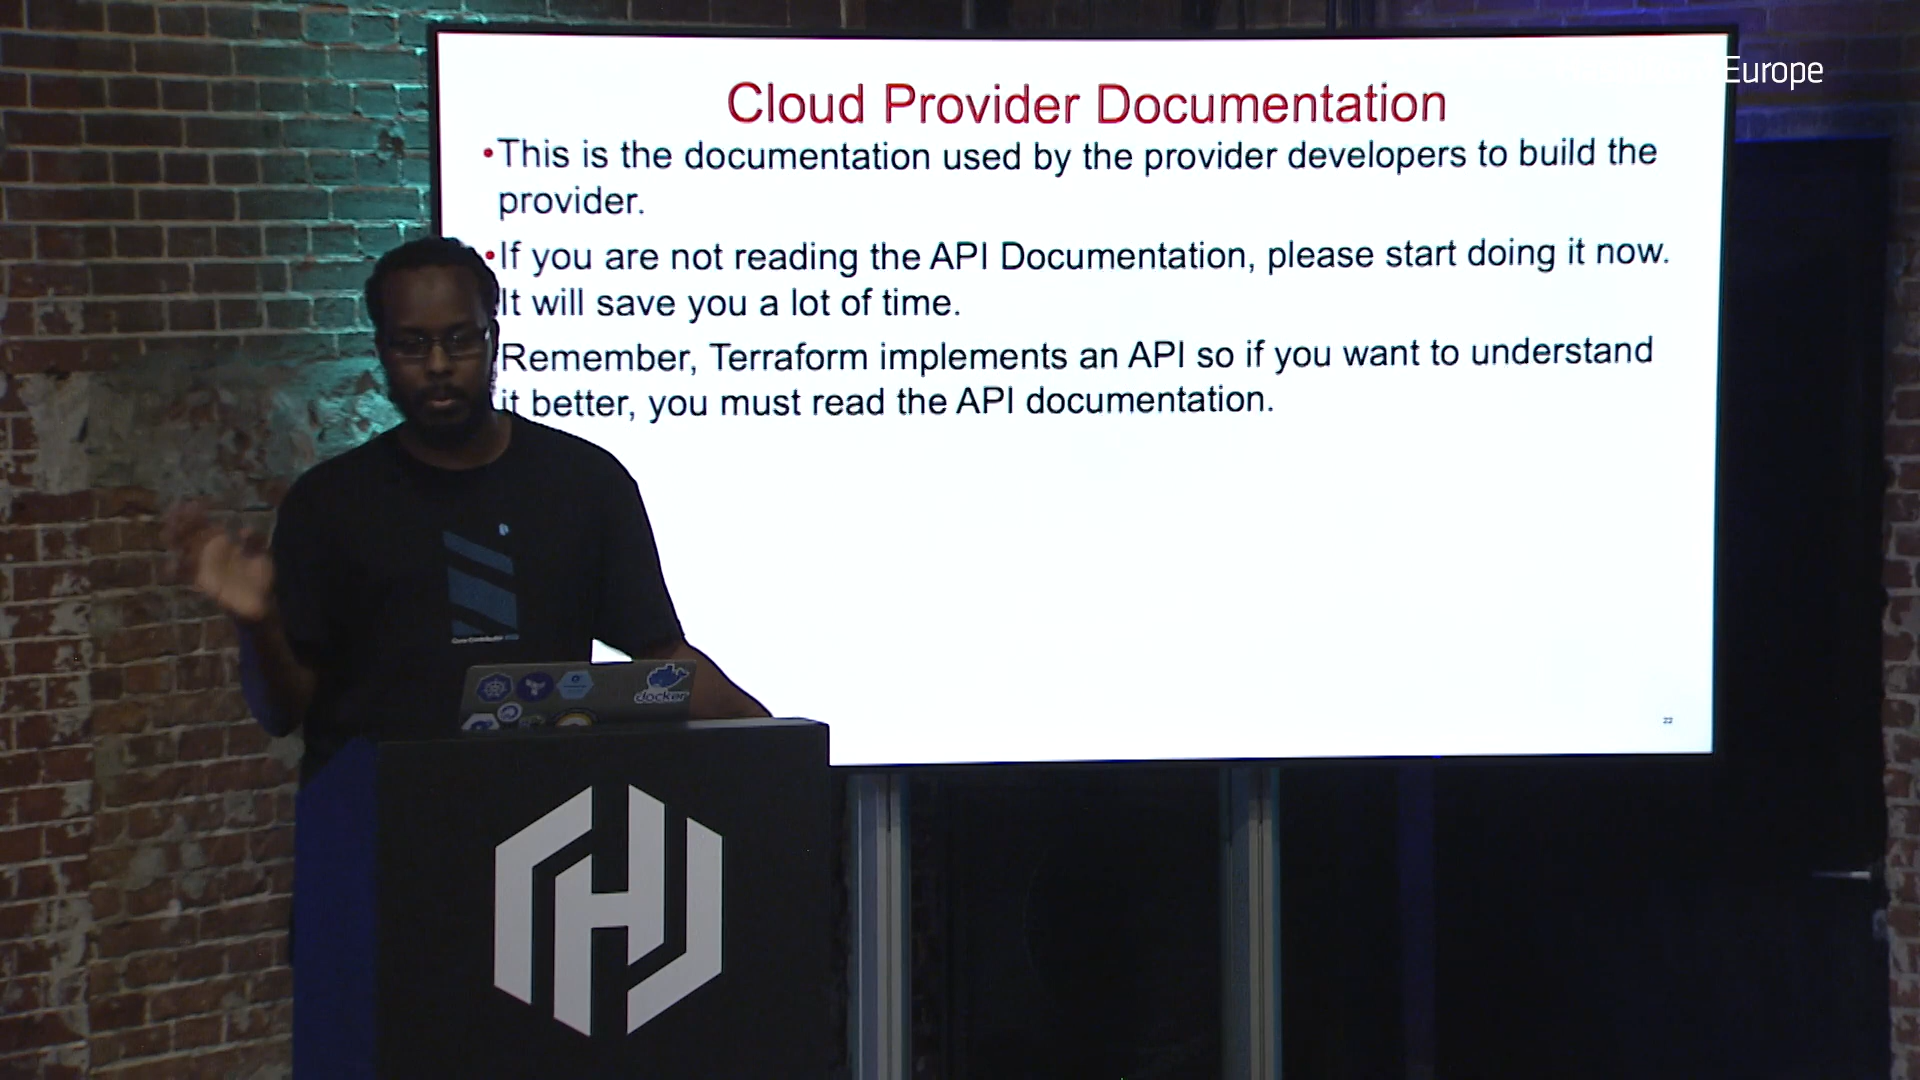 Europe
Cloud Provider Documentation
•This is the documentation used by the provider developers to build the
provider.
•If you are not reading the API Documentation, please start doing it now.
It will save you a lot of time.
Remember, Terraform implements an API so if you want to understand
it better, you must read the API documentation.
22
docker